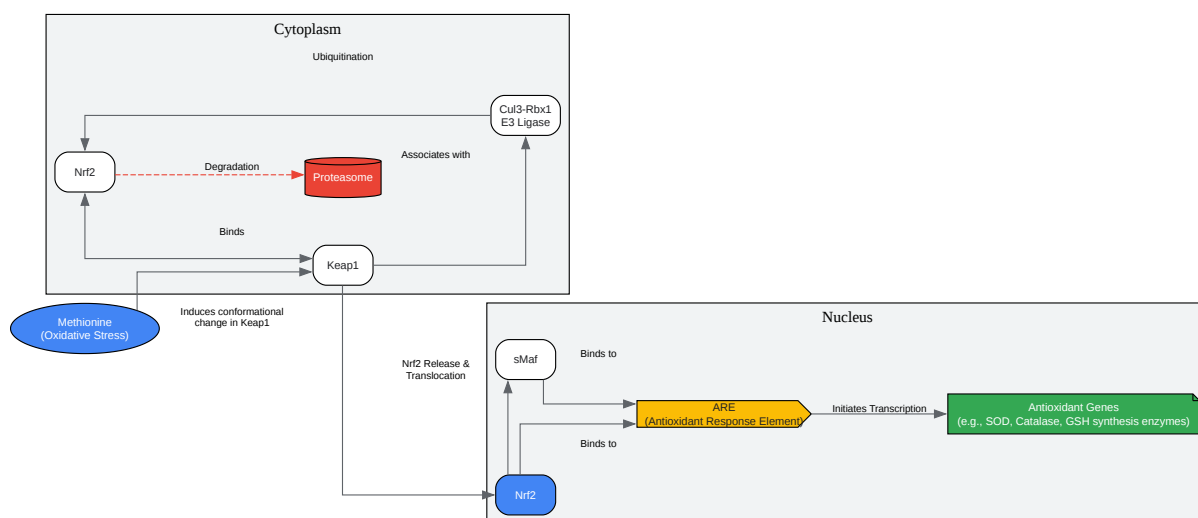 Cytoplasm
Ubiquitination
Cul3-Rbx1
E3 Ligase
Associates with
Nrf2
Degradation
Proteasome
Binds
Keap1
Methionine
(Oxidative Stress)
Induces conformational
change in Keap1
Nucleus
Nrf2 Release &
Translocation
sMaf
Binds to
ARE
(Antioxidant Response Element)
Initiates Transcription
Antioxidant Genes
(e.g., SOD, Catalase, GSH synthesis enzymes)
Binds to
Nrf2